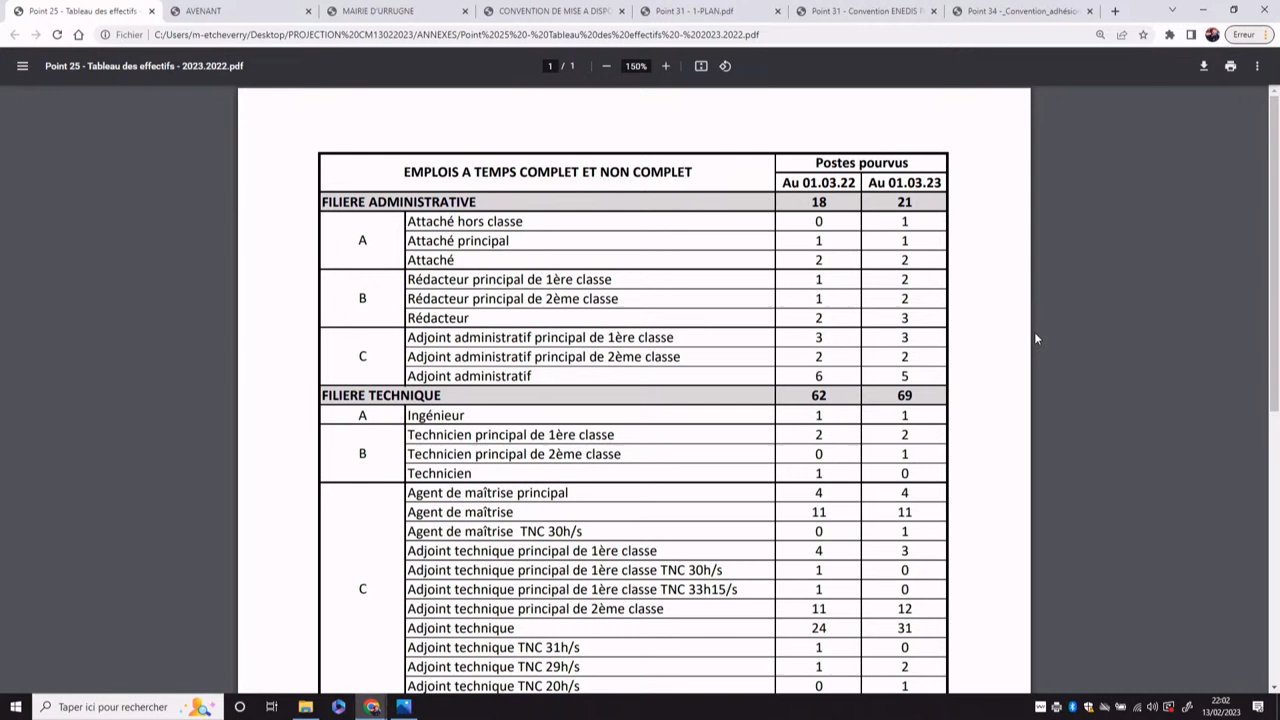 Point 25 - Tableau des effectifs - AVENANT MAIRIE D'URRUGNE CONVENTION DE MISE A DISPO Point 31 - 1-PLAN.pdf Point 31 - Convention ENEDIS P Point 34 -_Convention_adhésio
Fichier C:/Users/m-etcheverry/Desktop/PROJECTION%20CM13022023/ANNEXES/Point%2025%20-%20Tableau%20des%20effectifs%20-%202023.2022.pdf Erreur
Point 25 - Tableau des effectifs - 2023.2022.pdf 1 / 1 150%
EMPLOIS A TEMPS COMPLET ET NON COMPLET Postes pourvus
Au 01.03.22 Au 01.03.23
FILIERE ADMINISTRATIVE 18 21
A
Attaché hors classe 0 1
Attaché principal 1 1
Attaché 2 2
B
Rédacteur principal de 1ère classe 1 2
Rédacteur principal de 2ème classe 1 2
Rédacteur 2 3
C
Adjoint administratif principal de 1ère classe 3 3
Adjoint administratif principal de 2ème classe 2 2
Adjoint administratif 6 5
FILIERE TECHNIQUE 62 69
A Ingénieur 1 1
B
Technicien principal de 1ère classe 2 2
Technicien principal de 2ème classe 0 1
Technicien 1 0
C
Agent de maîtrise principal 4 4
Agent de maîtrise 11 11
Agent de maîtrise TNC 30h/s 0 1
Adjoint technique principal de 1ère classe 4 3
Adjoint technique principal de 1ère classe TNC 30h/s 1 0
Adjoint technique principal de 1ère classe TNC 33h15/s 1 0
Adjoint technique principal de 2ème classe 11 12
Adjoint technique 24 31
Adjoint technique TNC 31h/s 1 0
Adjoint technique TNC 29h/s 1 2
Adjoint technique TNC 20h/s 0 1
Taper ici pour rechercher
22:02
13/02/2023